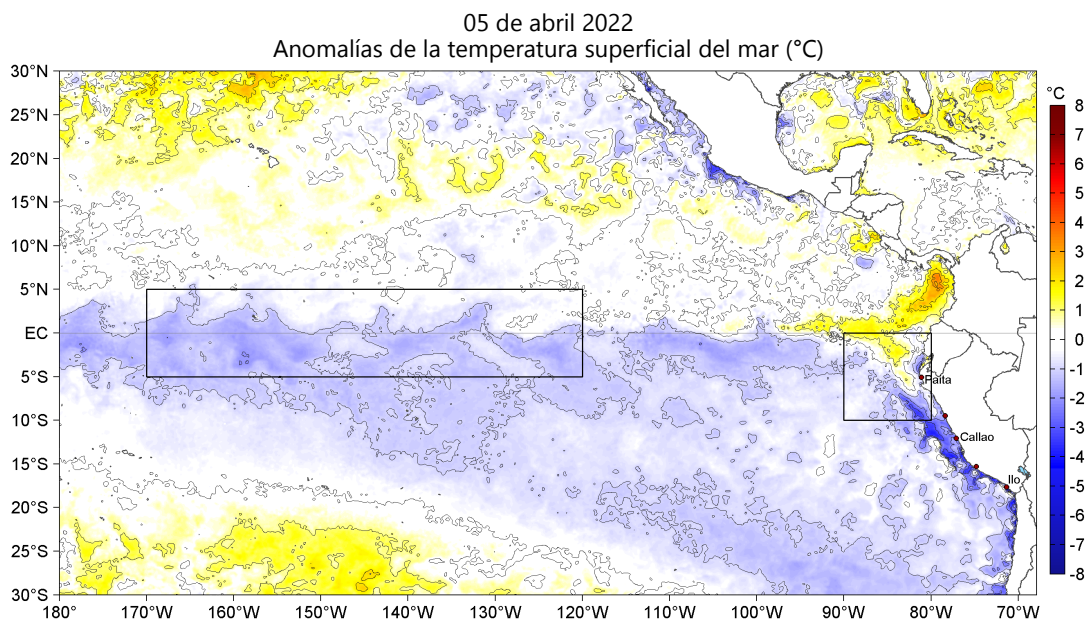 05 de abril 2022
Anomalías de la temperatura superficial del mar (°C)
30°N
25°N
20°N
15°N
10°N
5°N
EC
5°S
10°S
15°S
20°S
25°S
30°S
180
170°W
160°W
150°W
140°W
130°W
120°W
110°W
100°W
90°W
80°W
70°W
Paita
Callao
Ilo
°C
8
7
6
5
4
3
2
1
0
-1
-2
-3
-4
-5
-6
-7
-8